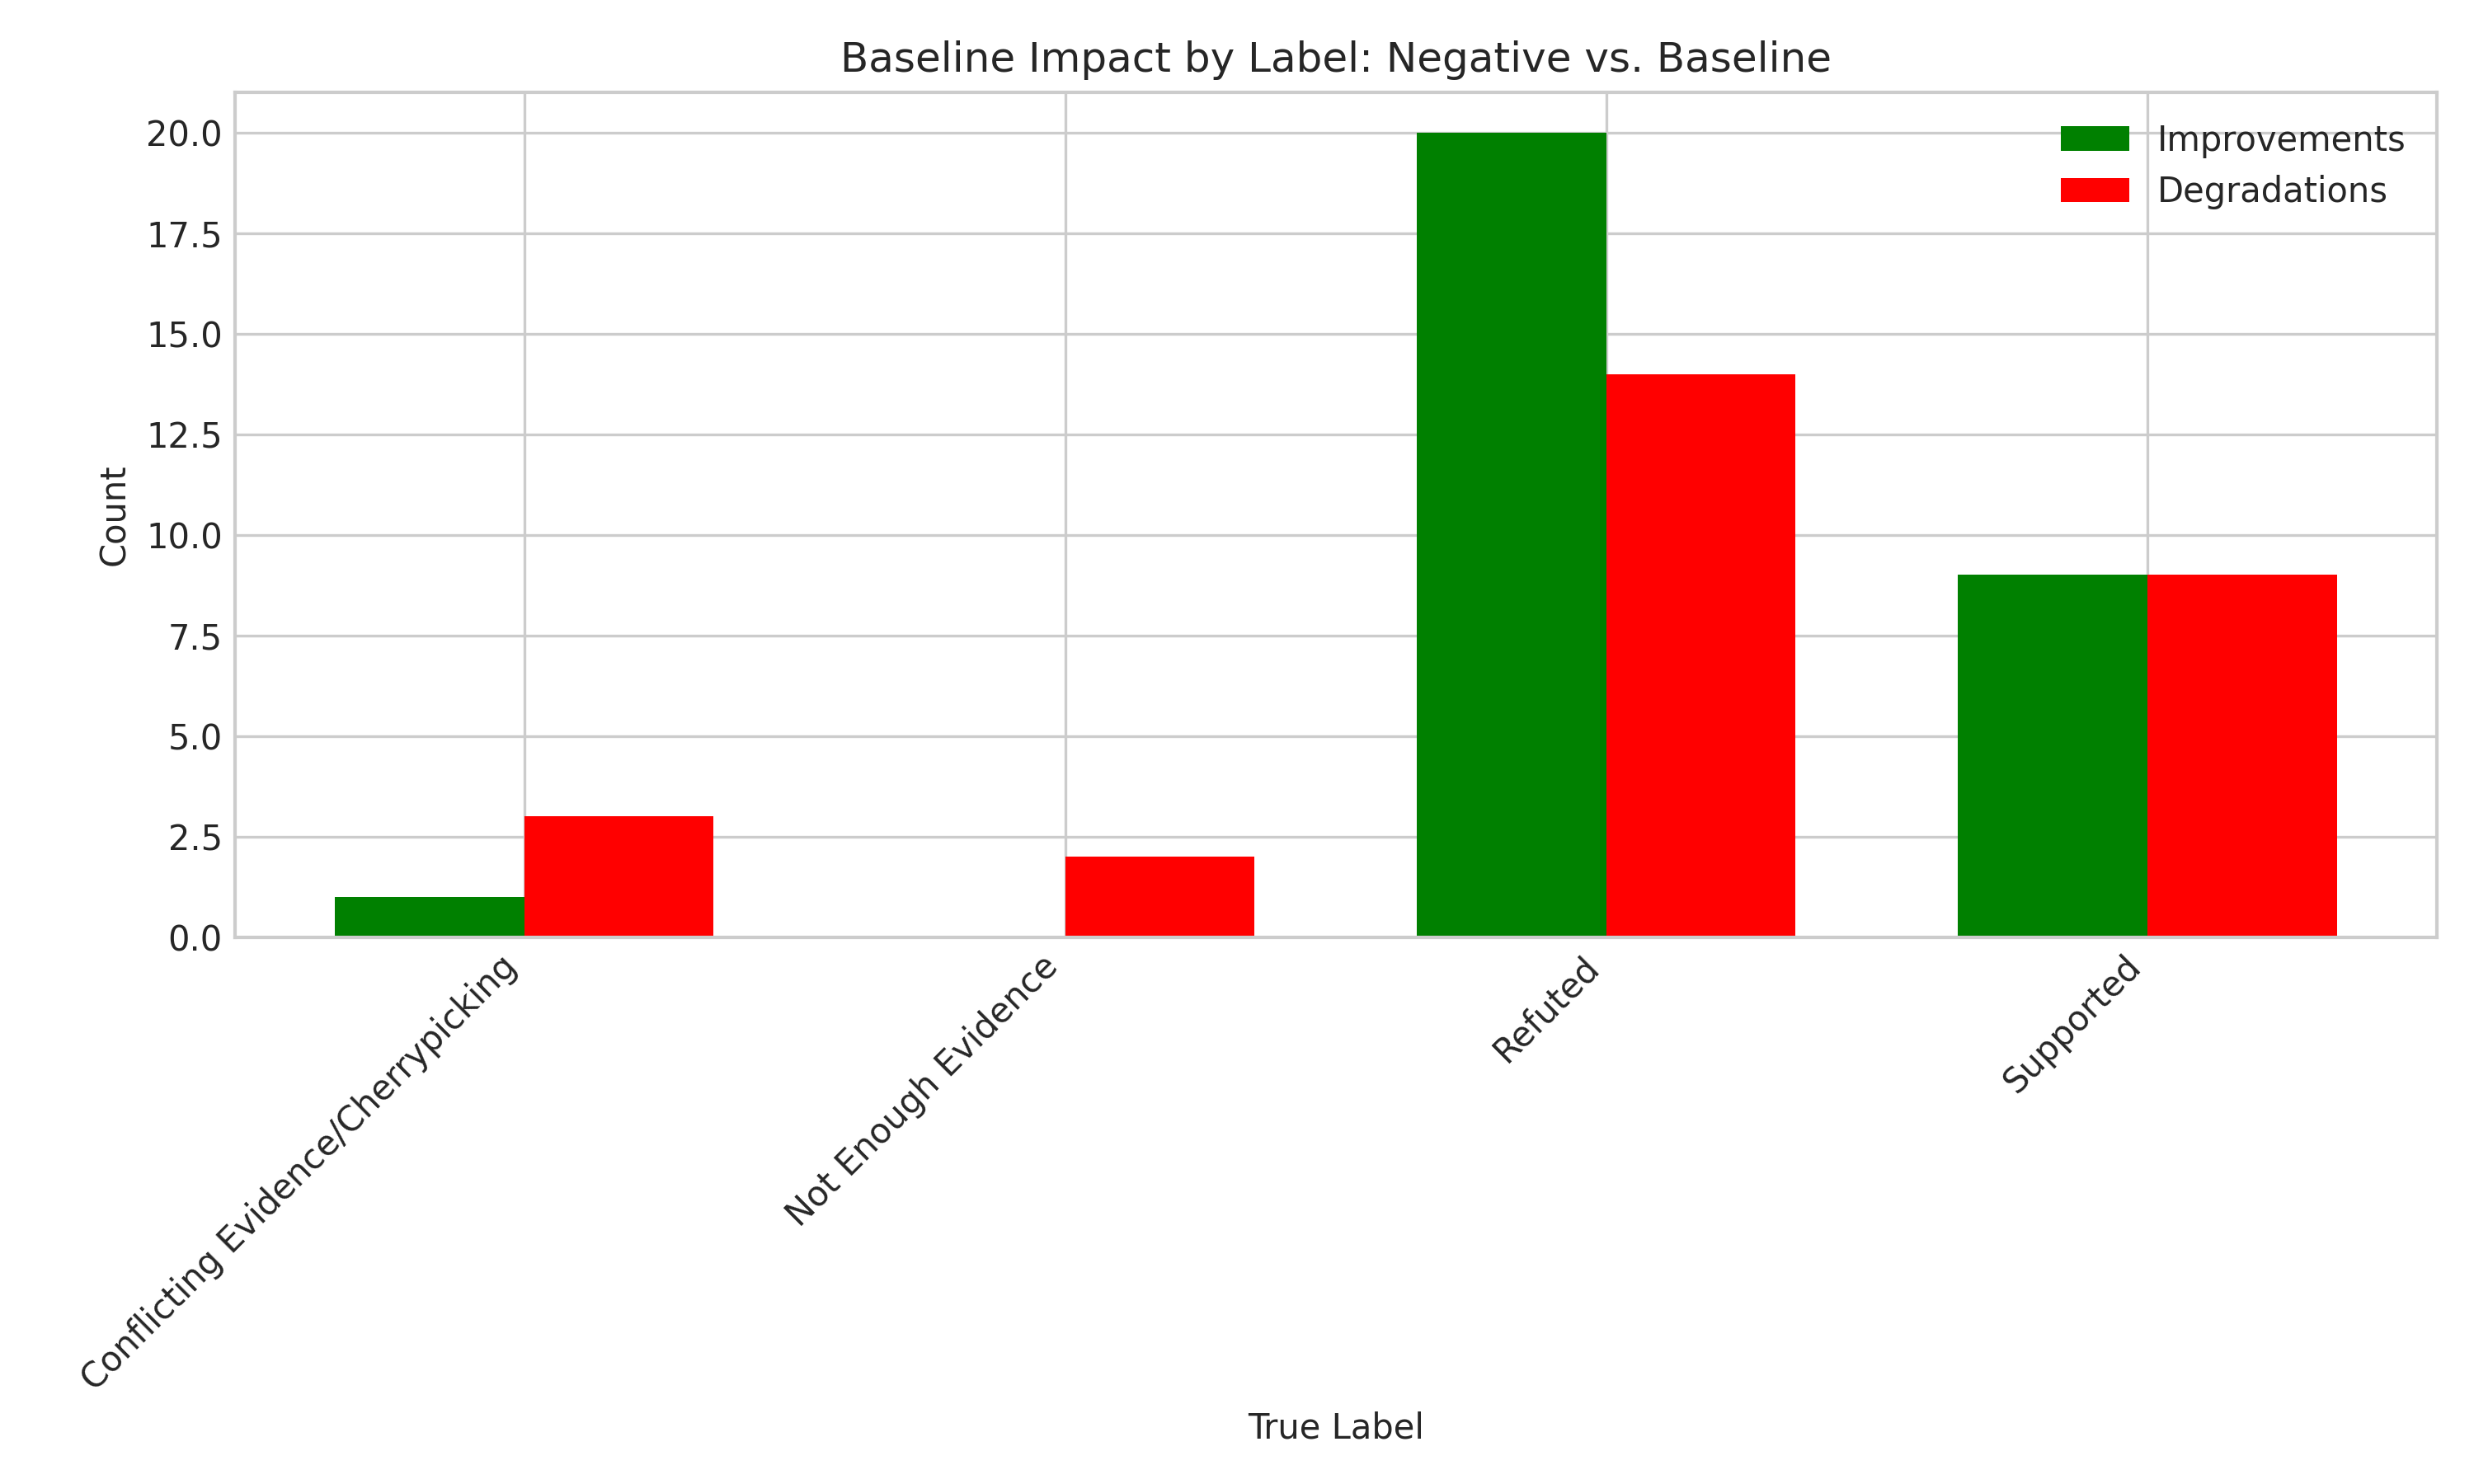 Baseline Impact by Label: Negative vs. Baseline
Improvements
Degradations
20.0
17.5
15.0
12.5
10.0
7.5
5.0
2.5
0.0
Count
Conflicting Evidence/Cherrypicking
Not Enough Evidence
Refuted
Supported
True Label